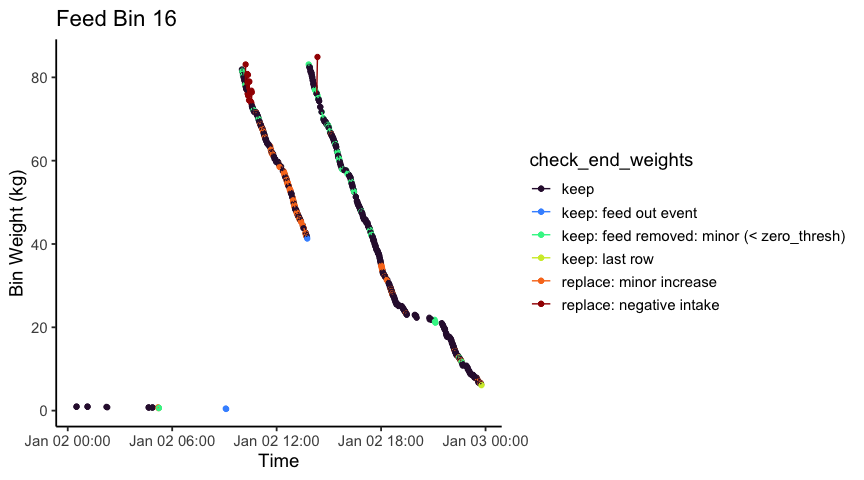 Feed Bin 16
Bin Weight (kg)
80
60
40
20
0
Jan 02 00:00 Jan 02 06:00 Jan 02 12:00 Jan 02 18:00 Jan 03 00:00
Time
check_end_weights
keep
keep: feed out event
keep: feed removed: minor (< zero_thresh)
keep: last row
replace: minor increase
replace: negative intake